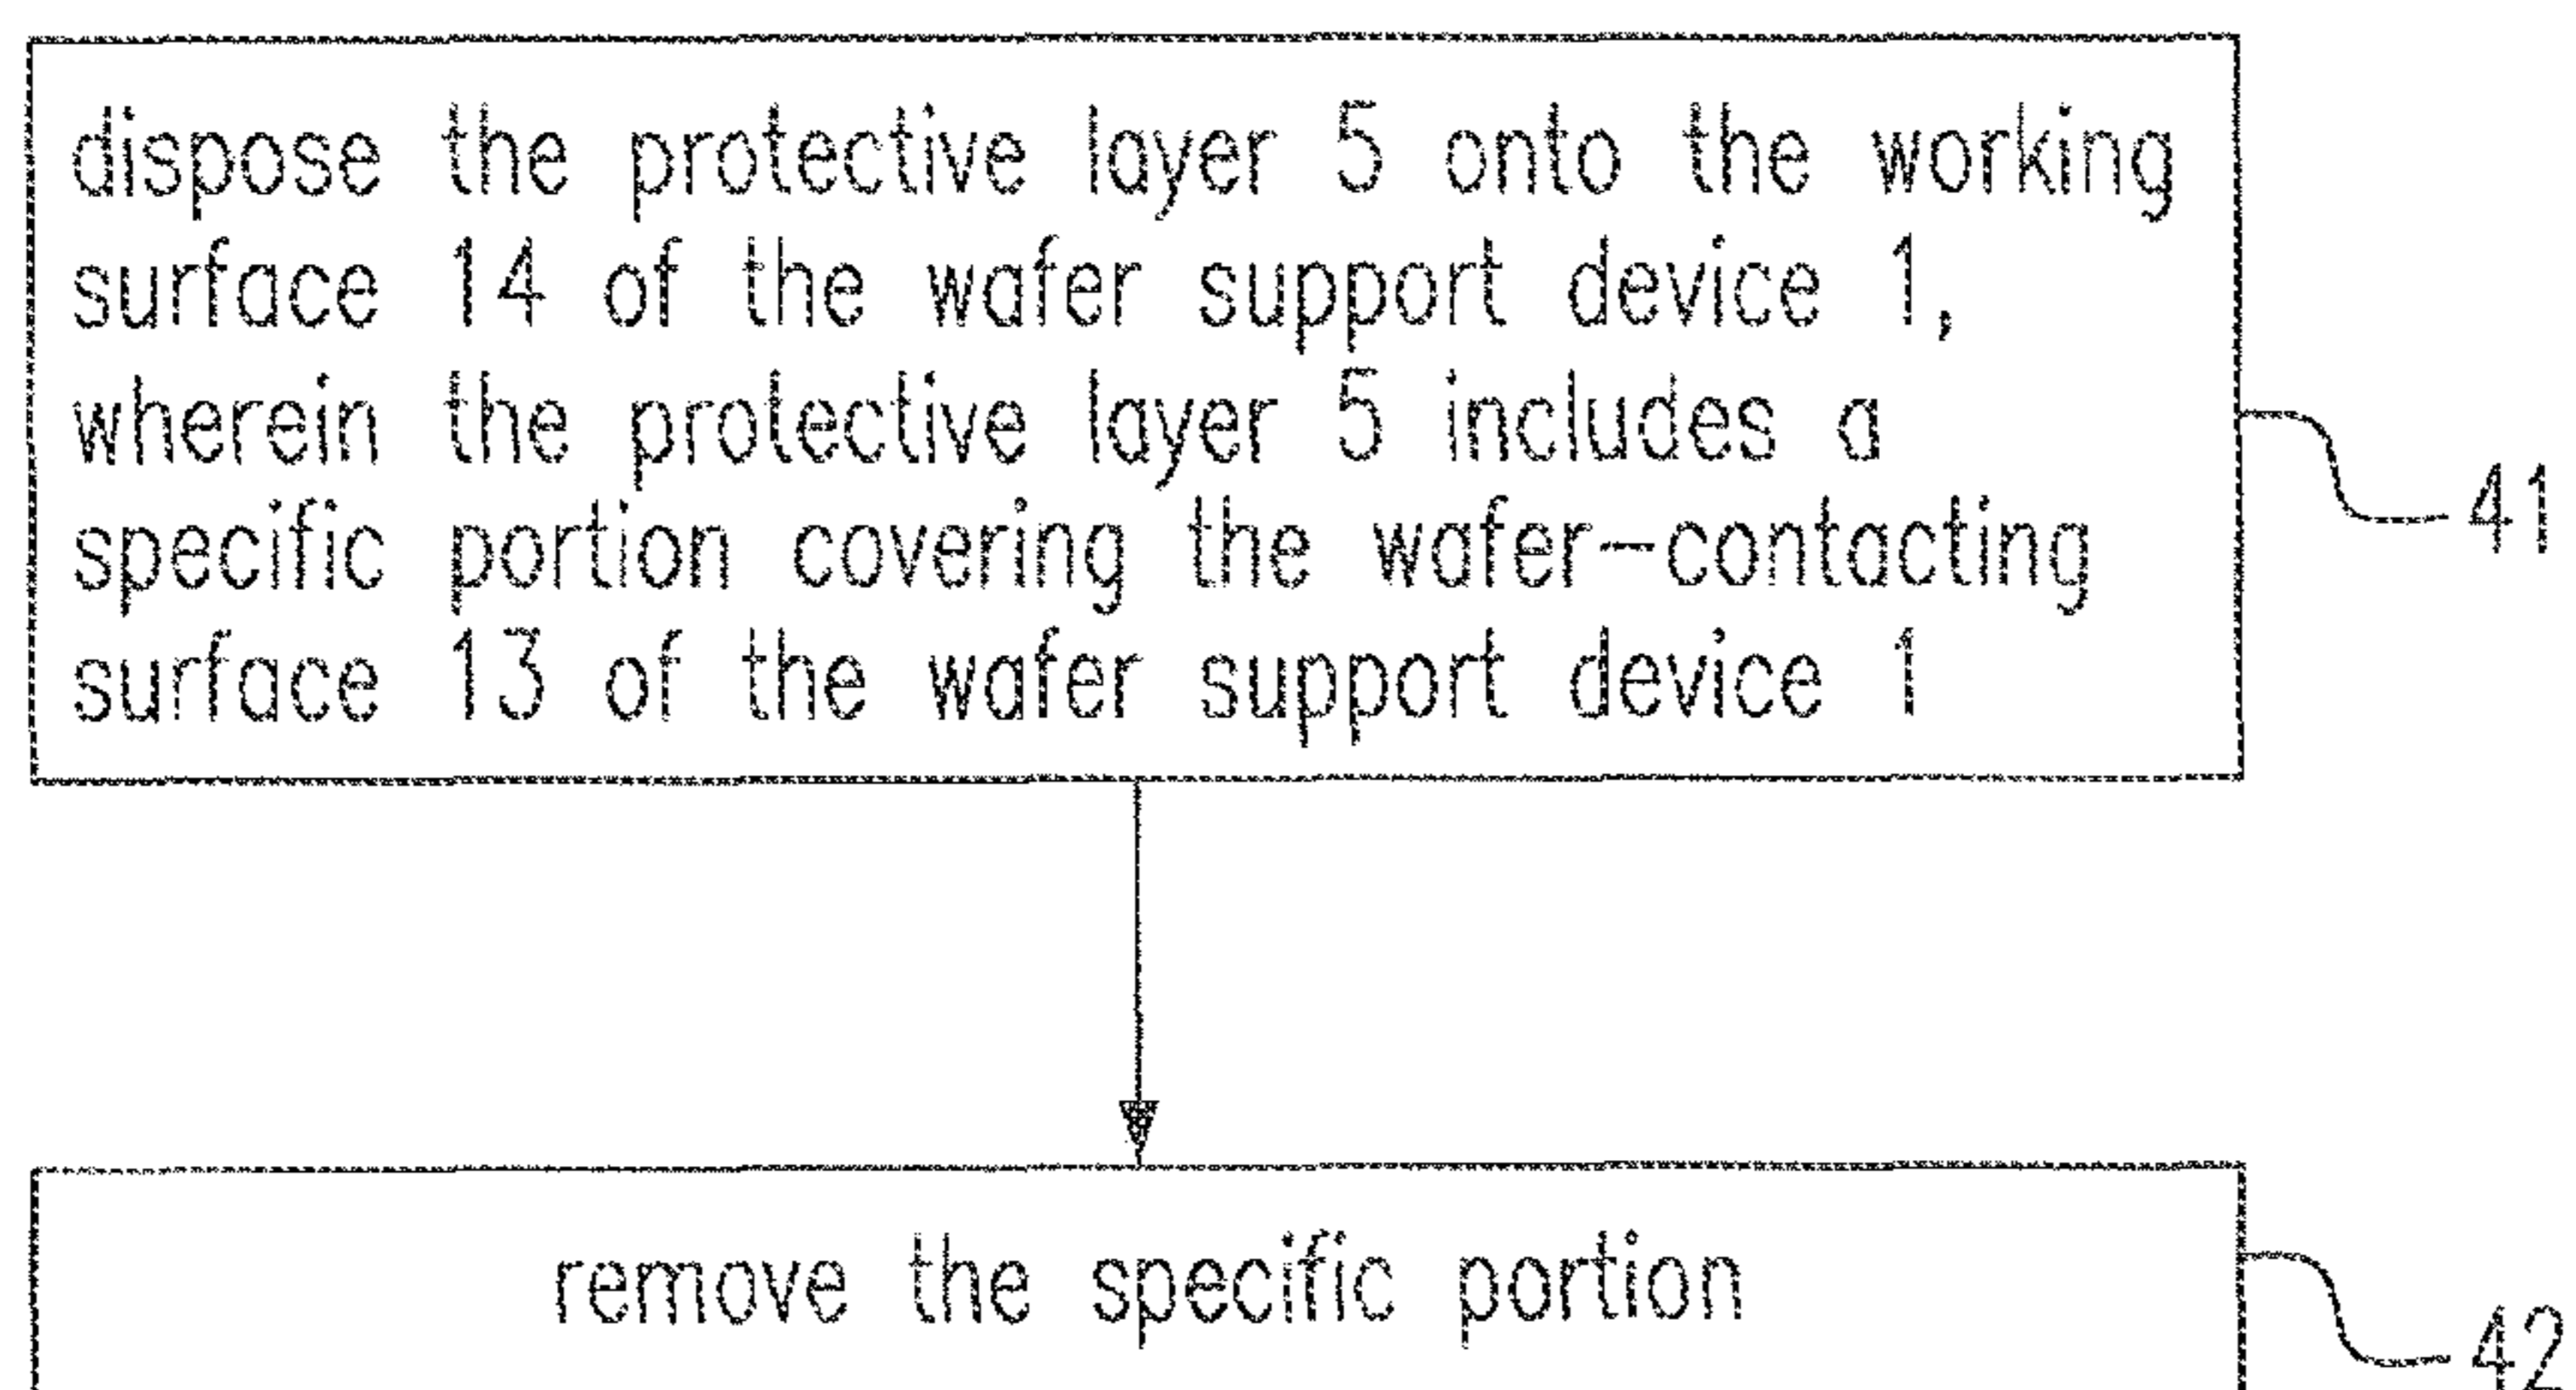 dispose the protective layer 5 onto the working
surface 14 of the wafer support device 1,
wherein the protective layer 5 includes a
specific portion covering the wafer-contacting
surface 13 of the wafer support device 1
41
remove the specific portion
42